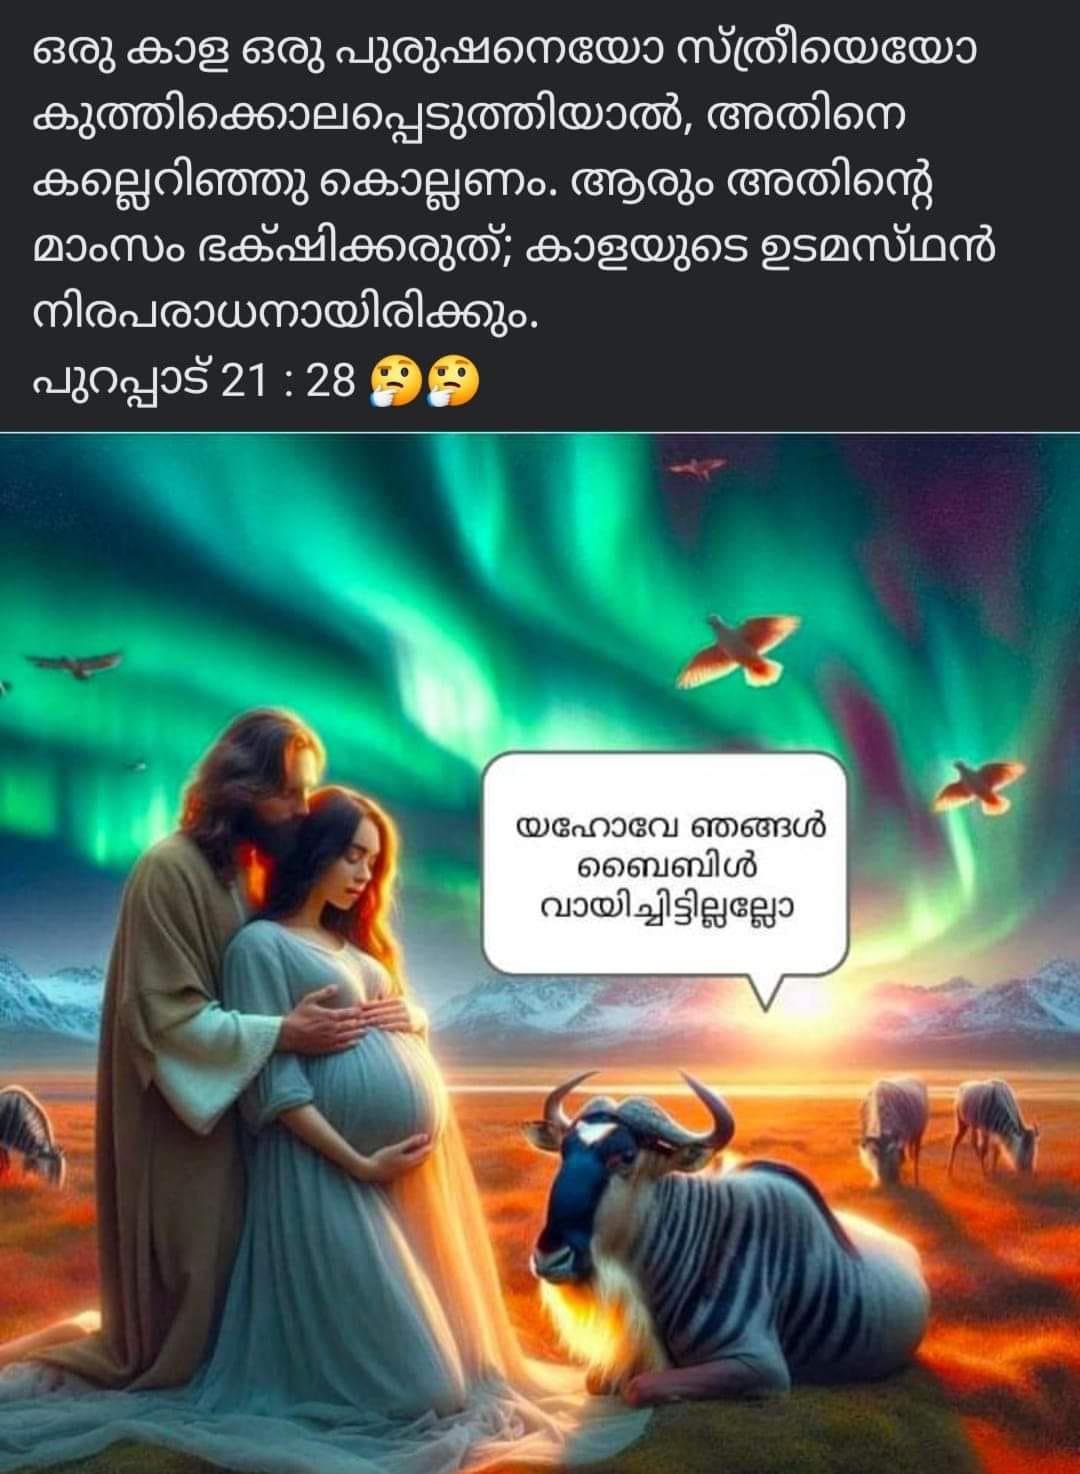 ഒരു കാള ഒരു പുരുഷനെയോ സ്ത്രീയെയോ
കുത്തിക്കൊലപ്പെടുത്തിയാൽ, അതിനെ
കല്ലെറിഞ്ഞു കൊല്ലണം. ആരും അതിന്റെ
മാംസം ഭക്ഷിക്കരുത്; കാളയുടെ ഉടമസ്ഥൻ
നിരപരാധനായിരിക്കും.
പുറപ്പാട് 21 : 28 🤔🤔
യഹോവേ ഞങ്ങൾ
ബൈബിൾ
വായിച്ചിട്ടില്ലല്ലോ